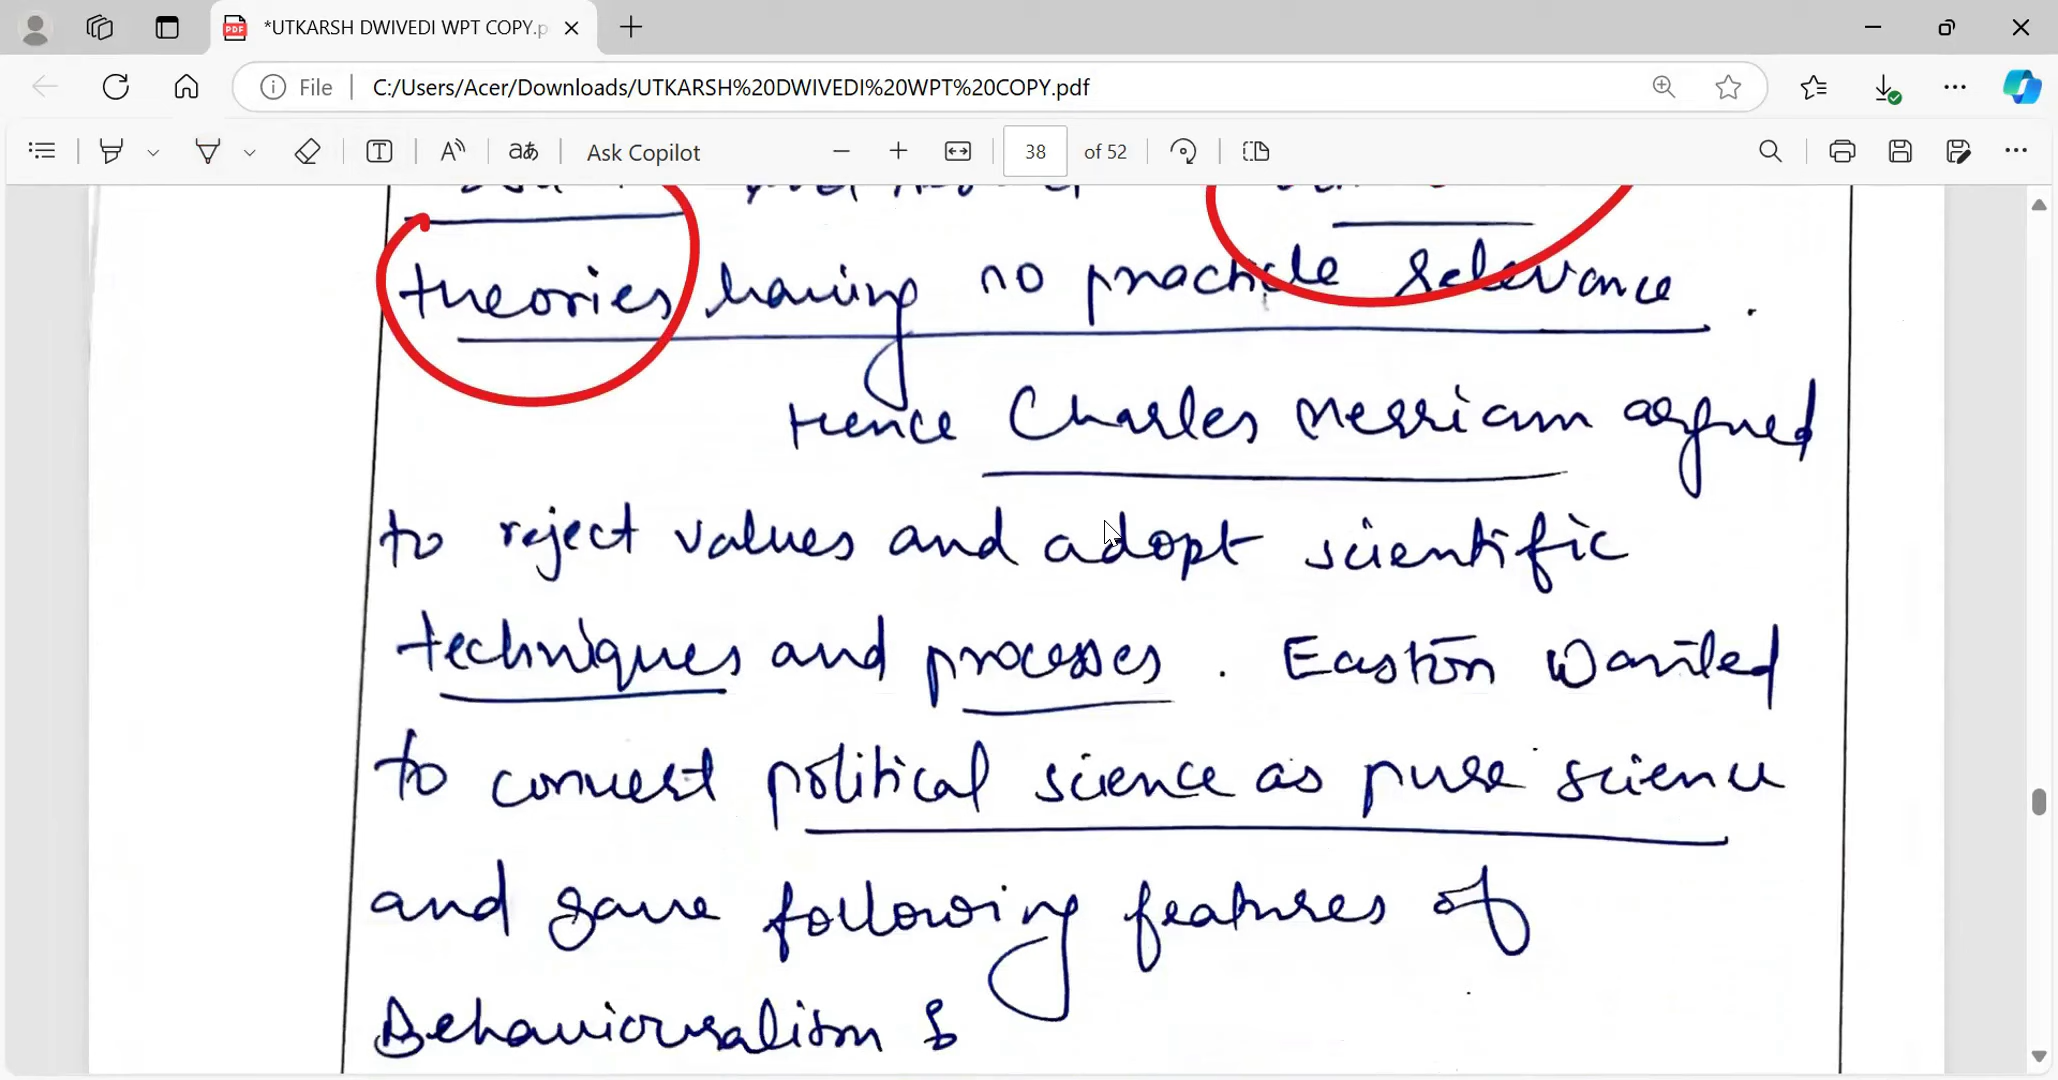 *UTKARSH DWIVEDI WPT COPY.p
File C:/Users/Acer/Downloads/UTKARSH%20DWIVEDI%20WPT%20COPY.pdf
Ask Copilot 38 of 52
theories having no practicle relevance .
Hence Charles Merriam argued
to reject values and adopt scientific
techniques and processes . Easton wanted
to convert political science as pure science
and gave following features of
Behaviouralism :